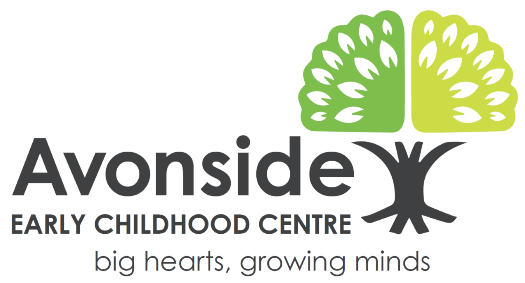 Avonside
EARLY CHILDHOOD CENTRE
big hearts, growing minds